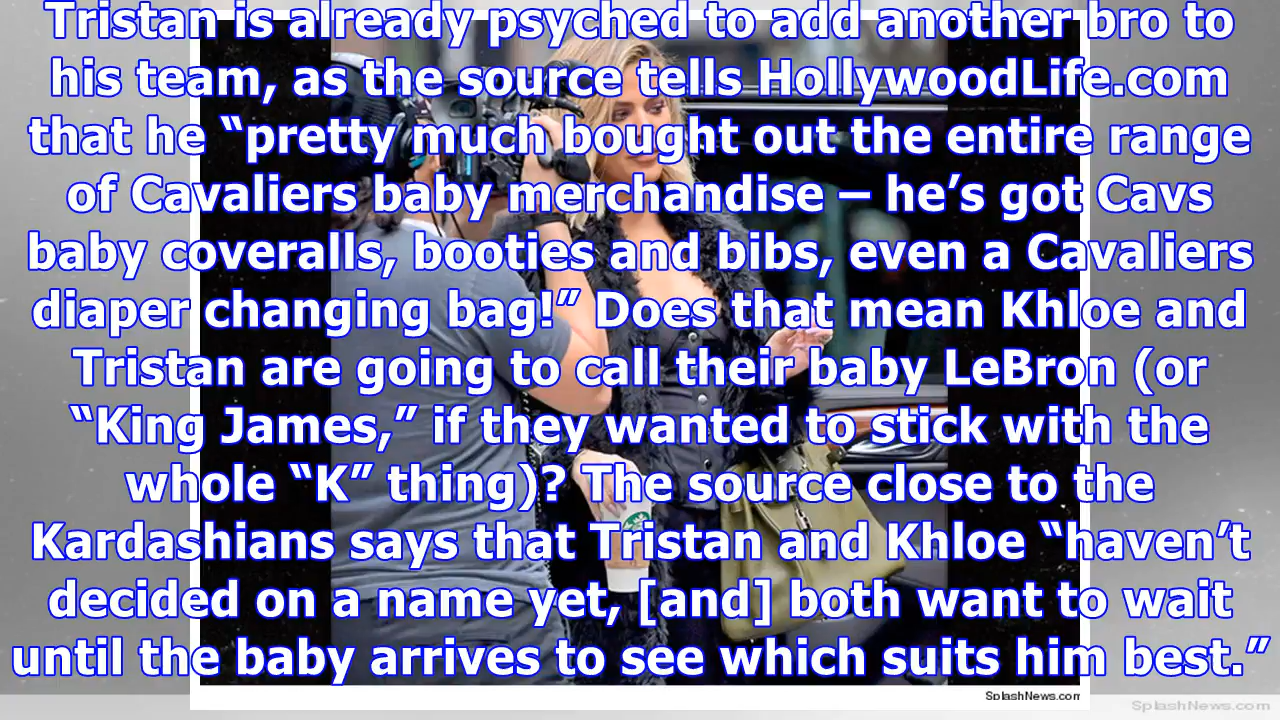 Tristan is already psyched to add another bro to
his team, as the source tells HollywoodLife.com
that he “pretty much bought out the entire range
of Cavaliers baby merchandise – he’s got Cavs
baby coveralls, booties and bibs, even a Cavaliers
diaper changing bag!” Does that mean Khloe and
Tristan are going to call their baby LeBron (or
“King James,” if they wanted to stick with the
whole “K” thing)? The source close to the
Kardashians says that Tristan and Khloe “haven’t
decided on a name yet, [and] both want to wait
until the baby arrives to see which suits him best.”
SplashNews.com
SplashNews.com